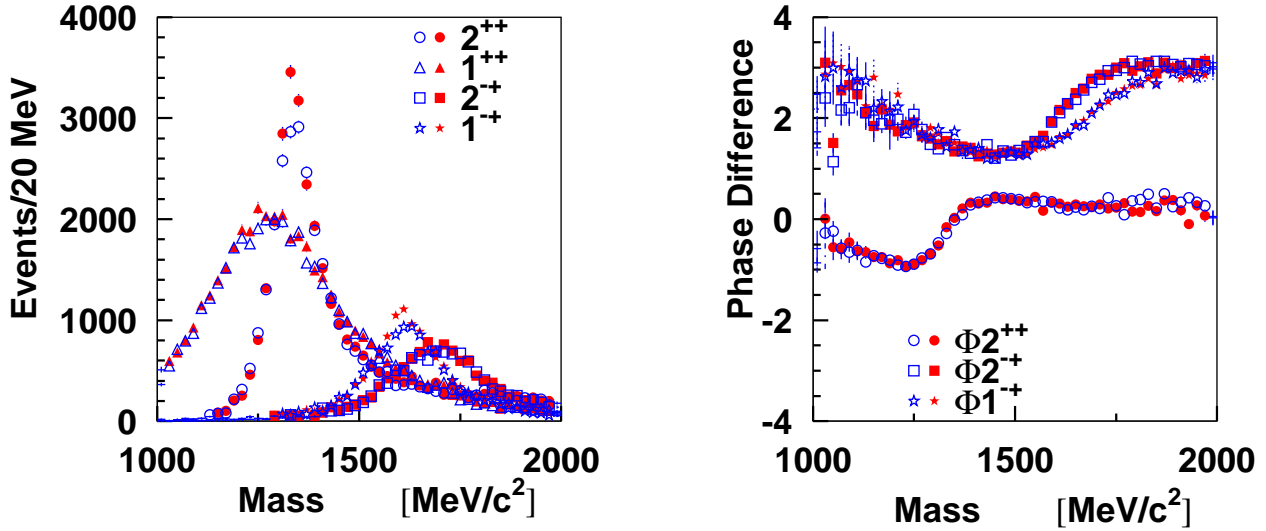 Events/20 MeV
4000
3000
2000
1000
0
2++
1++
2-+
1-+
1000
1500
2000
Mass [MeV/c2]
Phase Difference
4
2
0
-2
-4
Φ2++
Φ2-+
Φ1-+
1000
1500
2000
Mass [MeV/c2]